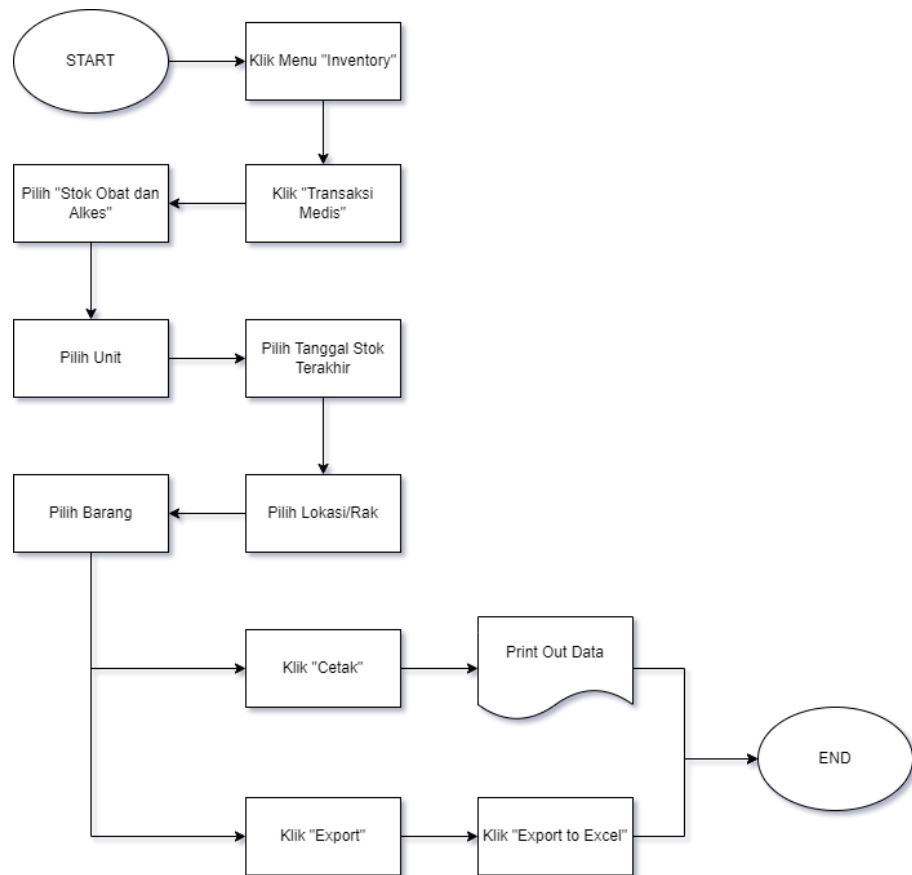 START
Klik Menu "Inventory"
Klik "Transaksi
Medis"
Pilih "Stok Obat dan
Alkes"
Pilih Unit
Pilih Tanggal Stok
Terakhir
Pilih Lokasi/Rak
Pilih Barang
Klik "Cetak"
Print Out Data
Klik "Export"
Klik "Export to Excel"
END